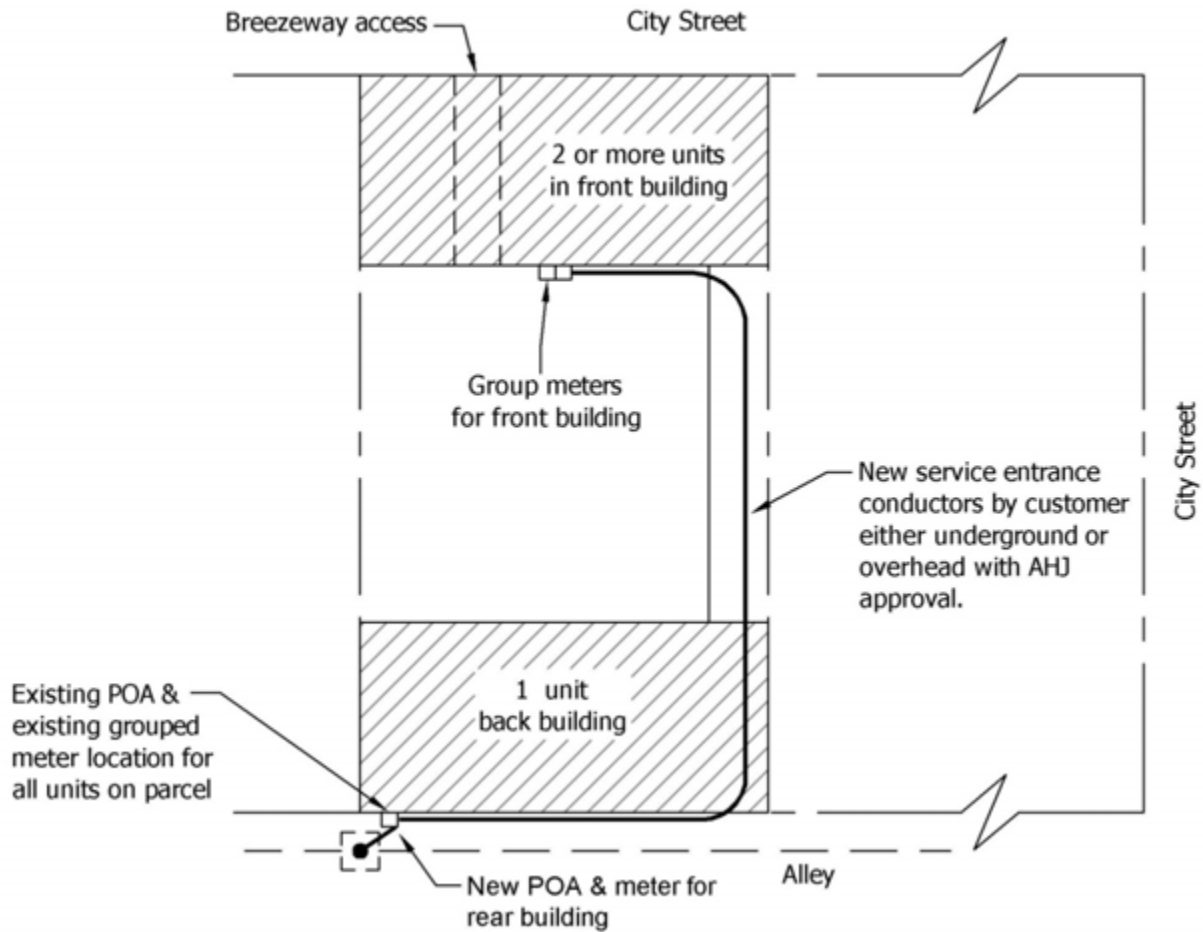 Breezeway access
City Street
2 or more units
in front building
Group meters
for front building
New service entrance
conductors by customer
either underground or
overhead with AHJ
approval.
City Street
1 unit
back building
Existing POA &
existing grouped
meter location for
all units on parcel
Alley
New POA & meter for
rear building